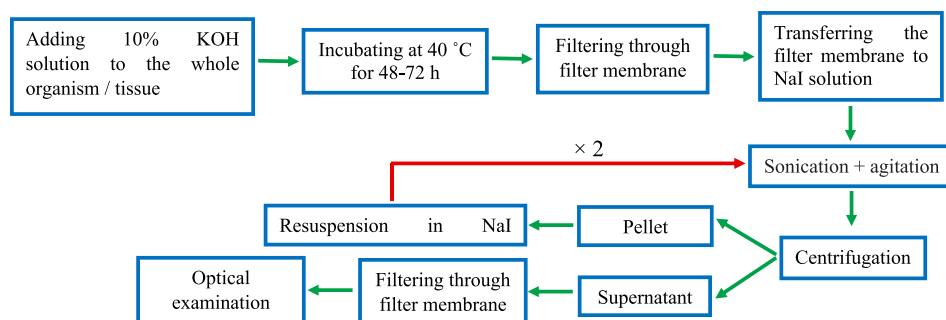 Adding 10% KOH
solution to the whole
organism / tissue
Incubating at 40 ˚C
for 48-72 h
Filtering through
filter membrane
Transferring the
filter membrane to
NaI solution
× 2
Sonication + agitation
Resuspension in NaI
Pellet
Centrifugation
Optical
examination
Filtering through
filter membrane
Supernatant